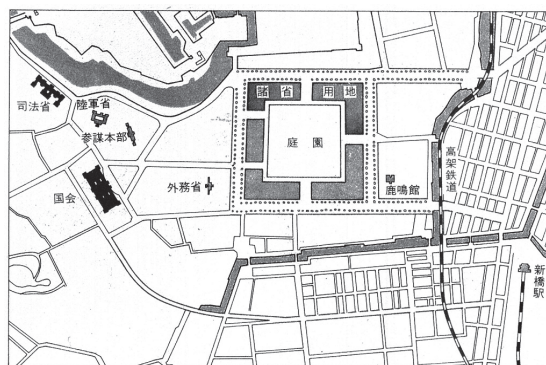 司法省
陸軍省
参謀本部
国会
外務省
諸省用地
庭園
鹿鳴館
高架鉄道
新橋駅